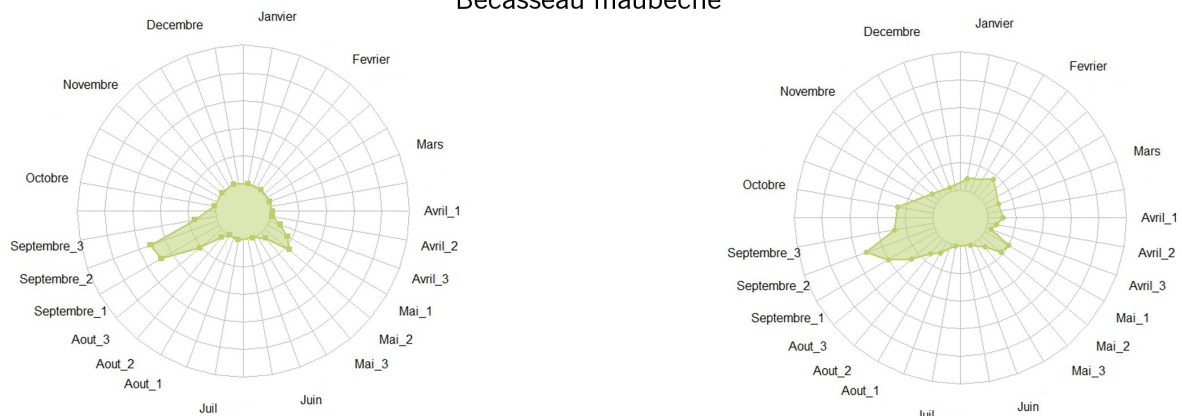 Bécasseau maubèche
Janvier
Fevrier
Mars
Avril_1
Avril_2
Avril_3
Mai_1
Mai_2
Mai_3
Juin
Juil
Aout_1
Aout_2
Aout_3
Septembre_1
Septembre_2
Septembre_3
Octobre
Novembre
Decembre
Janvier
Fevrier
Mars
Avril_1
Avril_2
Avril_3
Mai_1
Mai_2
Mai_3
Juin
Juil
Aout_1
Aout_2
Aout_3
Septembre_1
Septembre_2
Septembre_3
Octobre
Novembre
Decembre